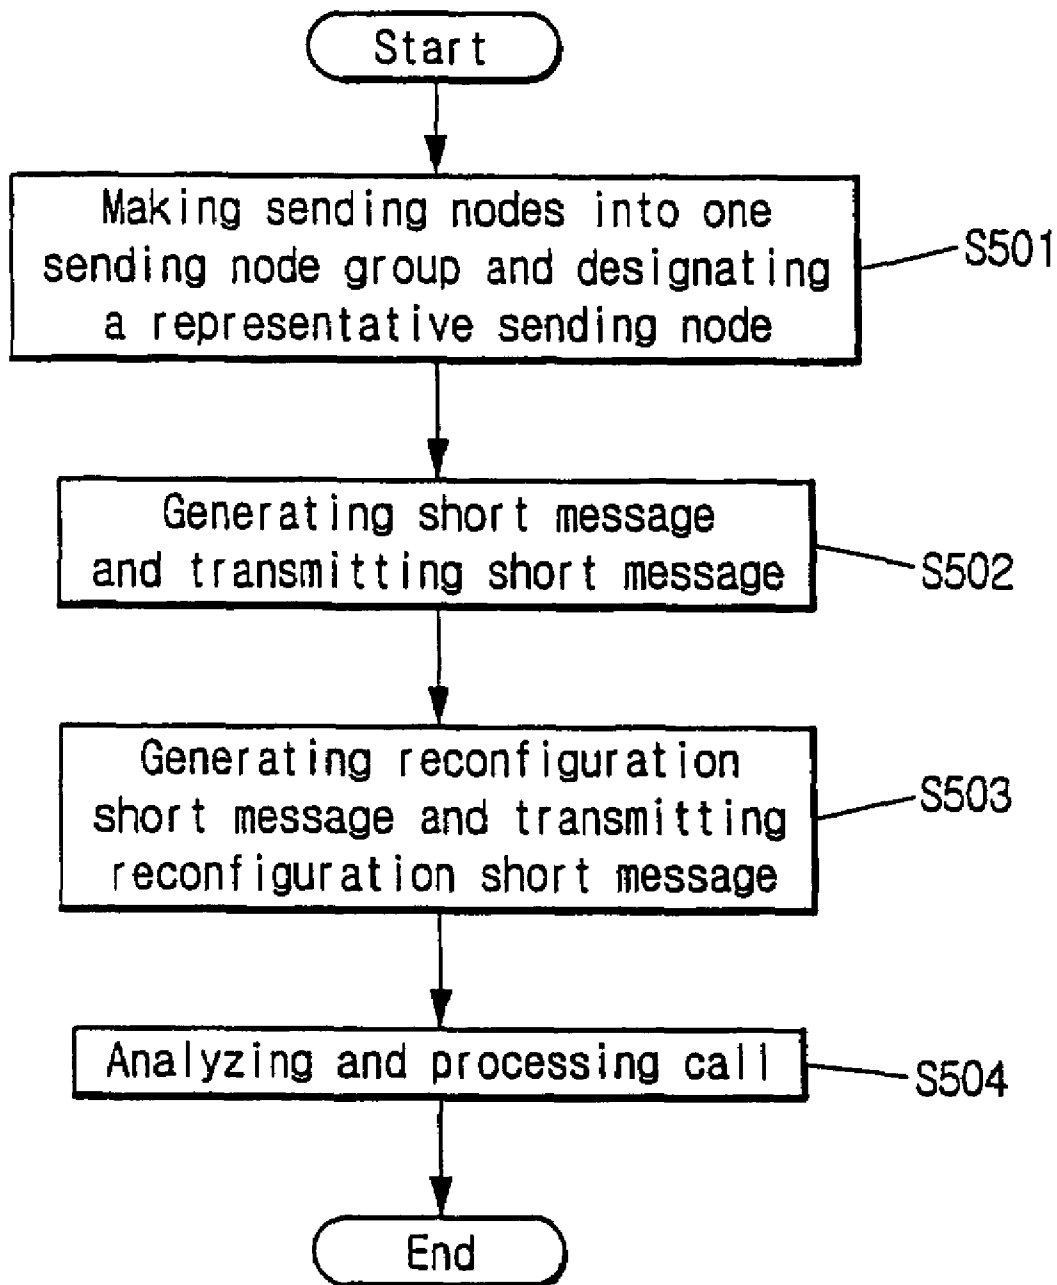 Start
Making sending nodes into one
sending node group and designating
a representative sending node
S501
Generating short message
and transmitting short message
S502
Generating reconfiguration
short message and transmitting
reconfiguration short message
S503
Analyzing and processing call
S504
End